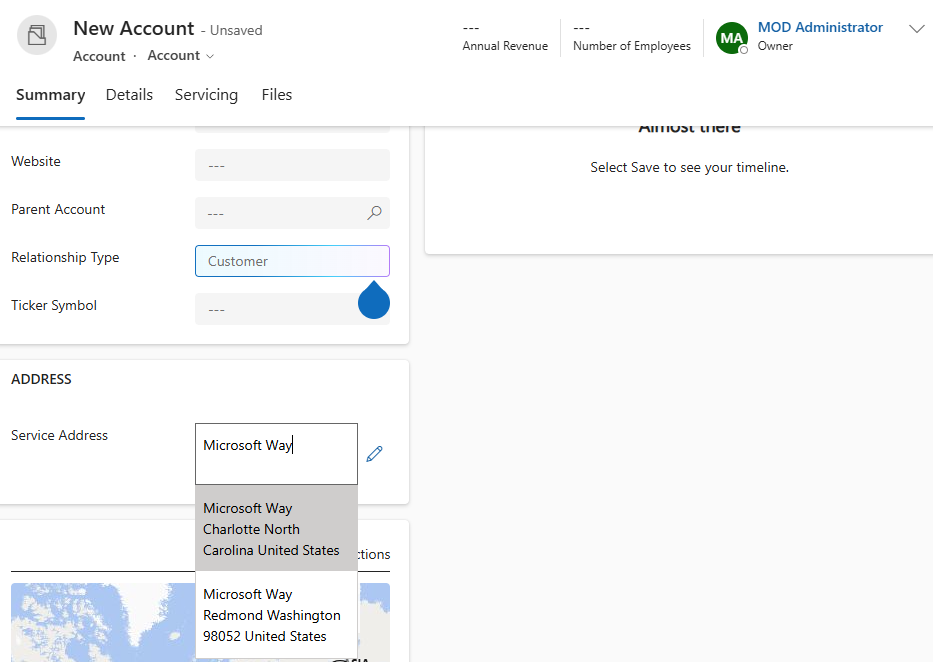 New Account - Unsaved
Account · Account
---
Annual Revenue
---
Number of Employees
MA
MOD Administrator
Owner
Summary Details Servicing Files
Almost there
Select Save to see your timeline.
Website ---
Parent Account ---
Relationship Type Customer
Ticker Symbol ---
ADDRESS
Service Address Microsoft Way
Microsoft Way
Charlotte North
Carolina United States
Microsoft Way
Redmond Washington
98052 United States